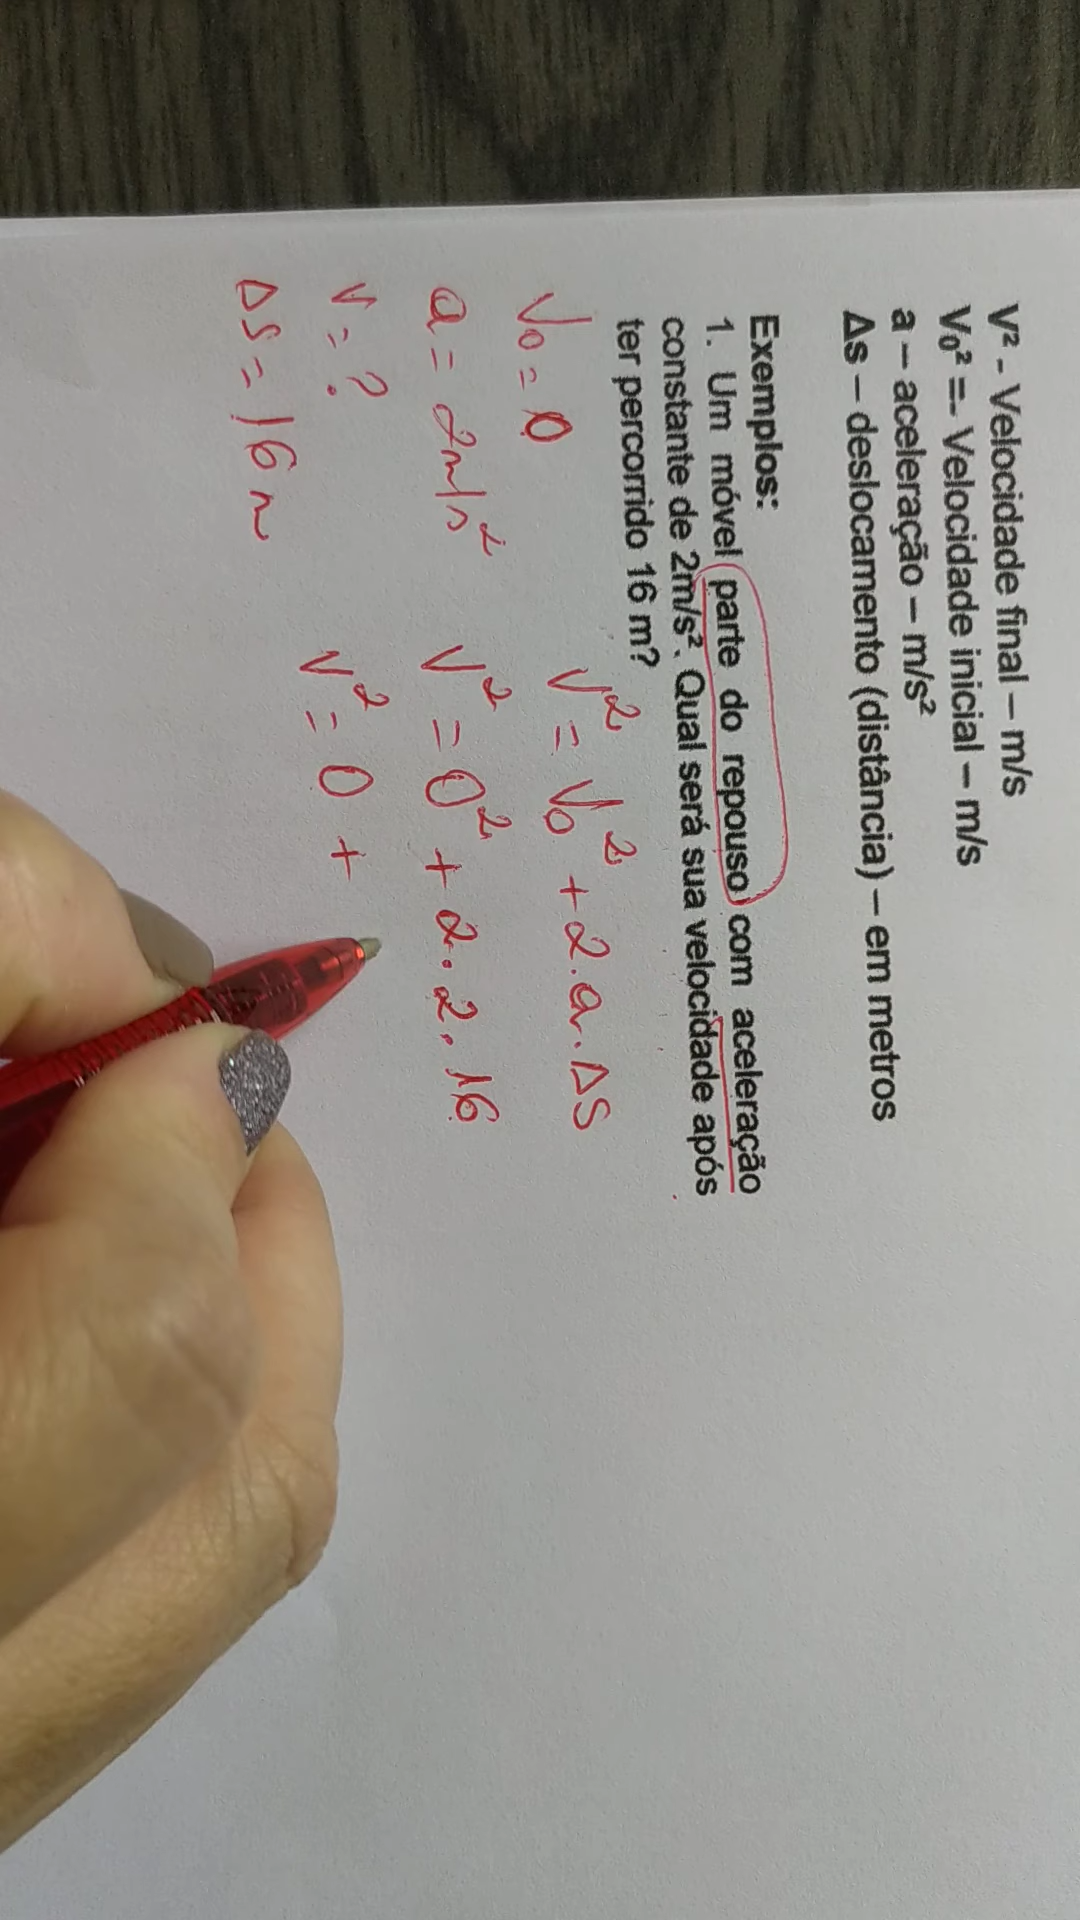 V² - Velocidade final – m/s
V₀² =- Velocidade inicial – m/s
a – aceleração – m/s²
Δs – deslocamento (distância) – em metros
Exemplos:
1. Um móvel parte do repouso com aceleração
constante de 2m/s². Qual será sua velocidade após
ter percorrido 16 m?
V₀ = 0
a = 2m/s²
V = ?
ΔS = 16 m
V² = V₀² + 2.a.ΔS
V² = 0² + 2.2.16
V² = 0 +